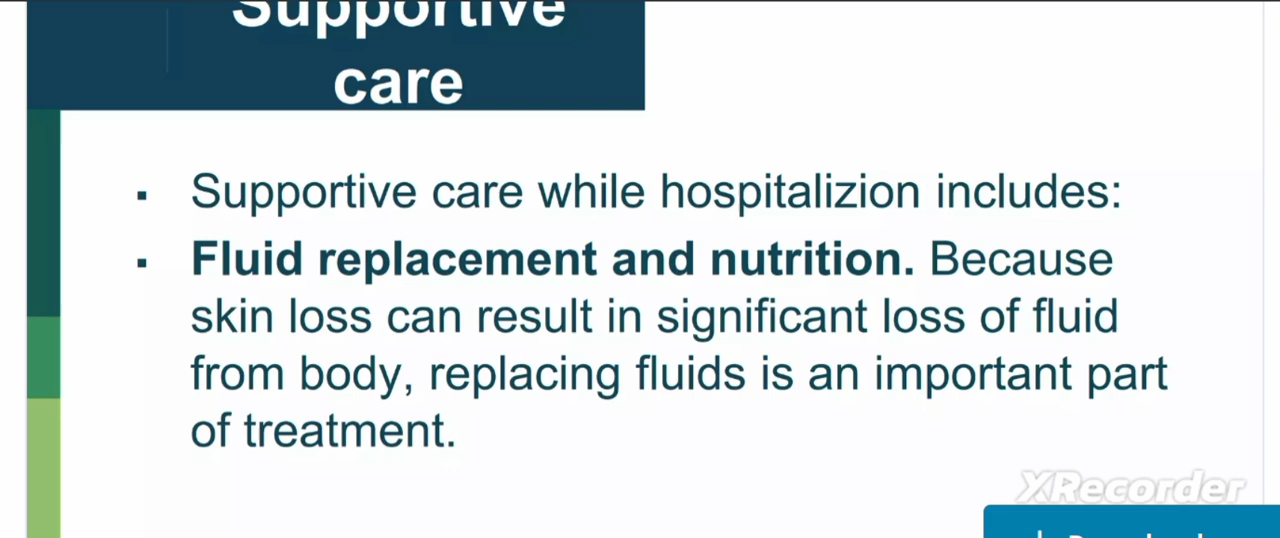 Supportive
care
▪ Supportive care while hospitalizion includes:
▪ Fluid replacement and nutrition. Because
skin loss can result in significant loss of fluid
from body, replacing fluids is an important part
of treatment.
XRecorder